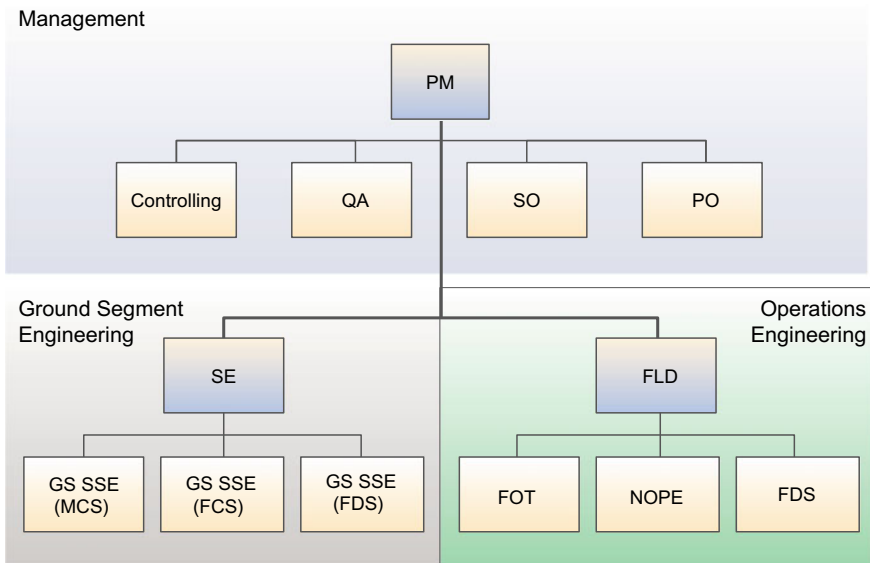 Management
PM
Controlling
QA
SO
PO
Ground Segment
Engineering
Operations
Engineering
SE
FLD
GS SSE
(MCS)
GS SSE
(FCS)
GS SSE
(FDS)
FOT
NOPE
FDS